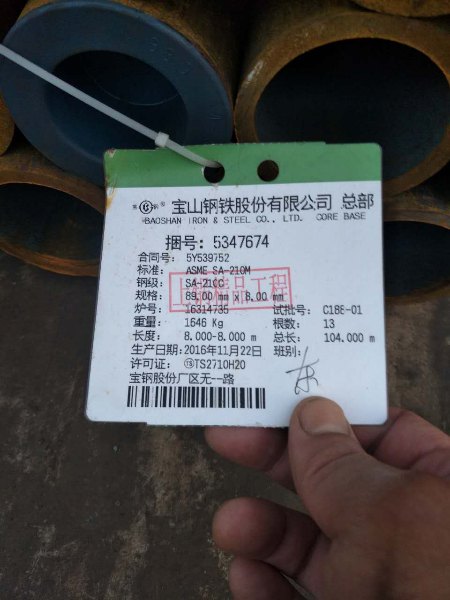 宝山钢铁股份有限公司 总部
BAOSHAN IRON & STEEL CO., LTD. CORE BASE
捆号: 5347674
合同号: 5Y539752
标准: ASME SA-210M
钢级: SA-210C
规格: 89.00 mm x 8.00 mm
炉号: 16314735 试批号: C18E-01
重量: 1646 Kg 根数: 13
长度: 8.000-8.000 m 总长: 104.000 m
生产日期: 2016年11月22日 班别:
许可证: TS TS2710H20
宝钢股份厂区无一路